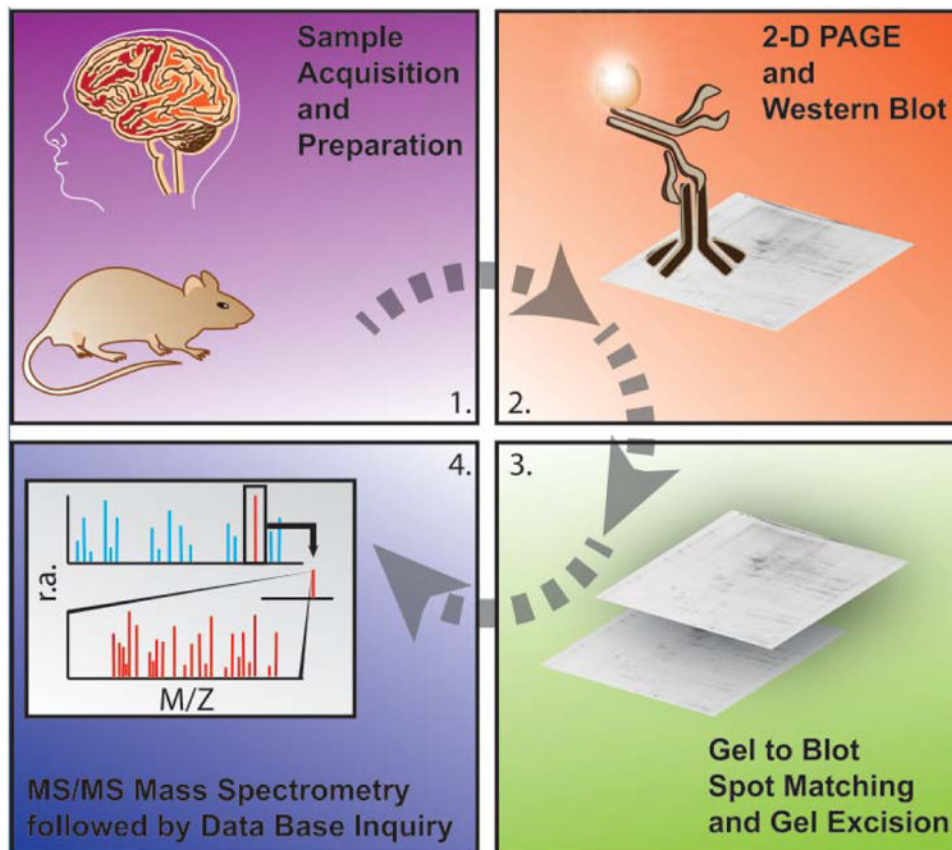 Sample
Acquisition
and
Preparation
1.
2-D PAGE
and
Western Blot
2.
3.
Gel to Blot
Spot Matching
and Gel Excision
4.
r.a.
M/Z
MS/MS Mass Spectrometry
followed by Data Base Inquiry